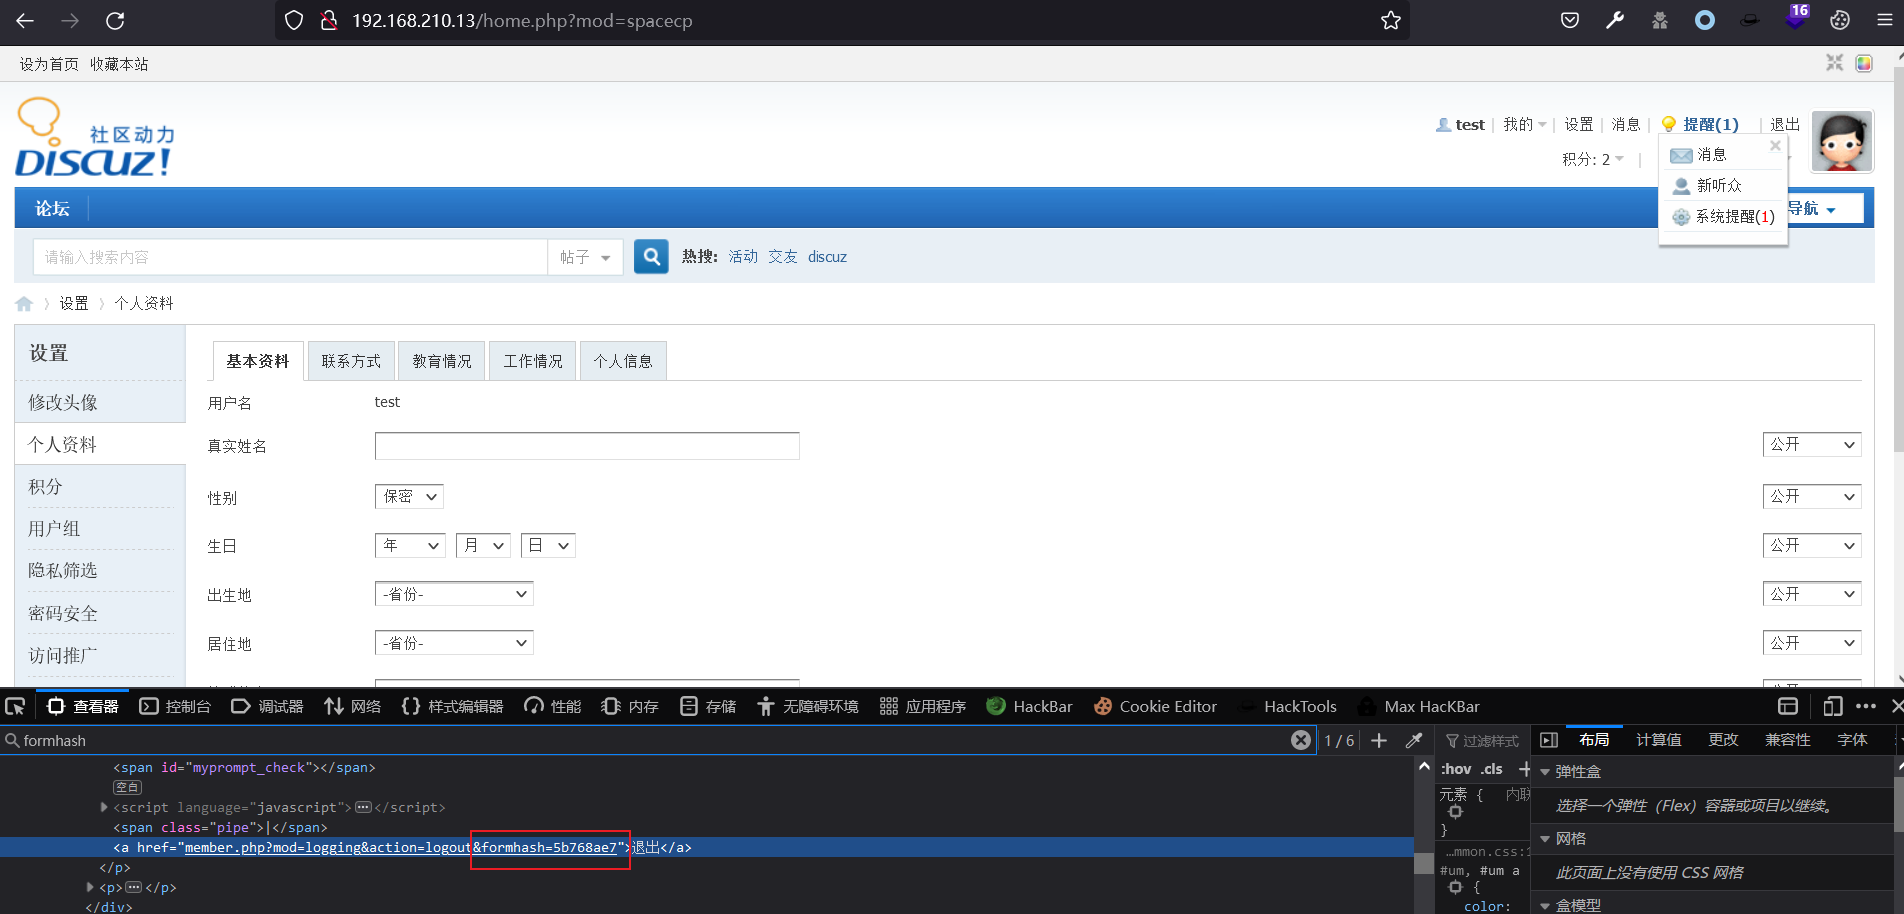 192.168.210.13/home.php?mod=spacecp
16
设为首页 收藏本站
社区动力
DISCUZ!
test | 我的 | 设置 | 消息 | 提醒(1) | 退出
积分: 2 |
消息
新听众
系统提醒(1)
论坛
导航
请输入搜索内容 帖子 热搜: 活动 交友 discuz
设置 〉 个人资料
设置
修改头像
个人资料
积分
用户组
隐私筛选
密码安全
访问推广
基本资料 联系方式 教育情况 工作情况 个人信息
用户名 test
真实姓名 公开
性别 保密 公开
生日 年 月 日 公开
出生地 -省份- 公开
居住地 -省份- 公开
查看器 控制台 调试器 网络 样式编辑器 性能 内存 存储 无障碍环境 应用程序 HackBar Cookie Editor HackTools Max HacKBar
formhash 1 / 6
<span id="myprompt_check"></span>
空白
<script language="javascript">…</script>
<span class="pipe">|</span>
<a href="member.php?mod=logging&action=logout&formhash=5b768ae7">退出</a>
</p>
<p>…</p>
</div>
过滤样式
:hov .cls +
元素 { 内联
}
…mmon.css:1
#um, #um a
{
color:
布局 计算值 更改 兼容性 字体
弹性盒
选择一个弹性（Flex）容器或项目以继续。
网格
此页面上没有使用 CSS 网格
盒模型